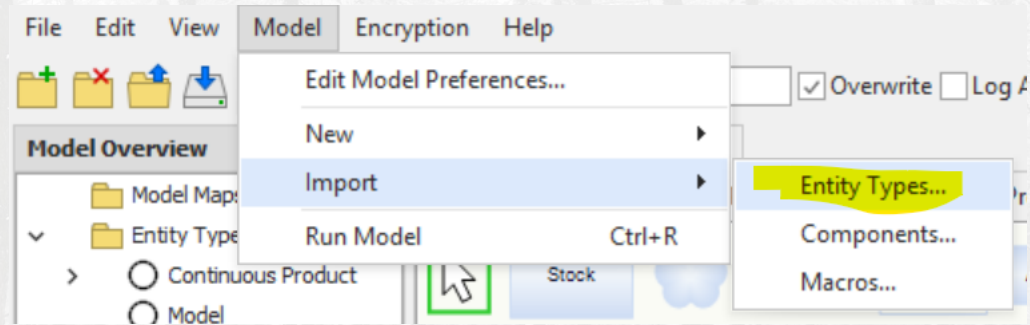 File Edit View Model Encryption Help
Edit Model Preferences...
Overwrite Log
Model Overview
New
Model Maps
Import
Entity Types...
Entity Type
Run Model Ctrl+R
Components...
Continuous Product
Stock
Macros...
Model